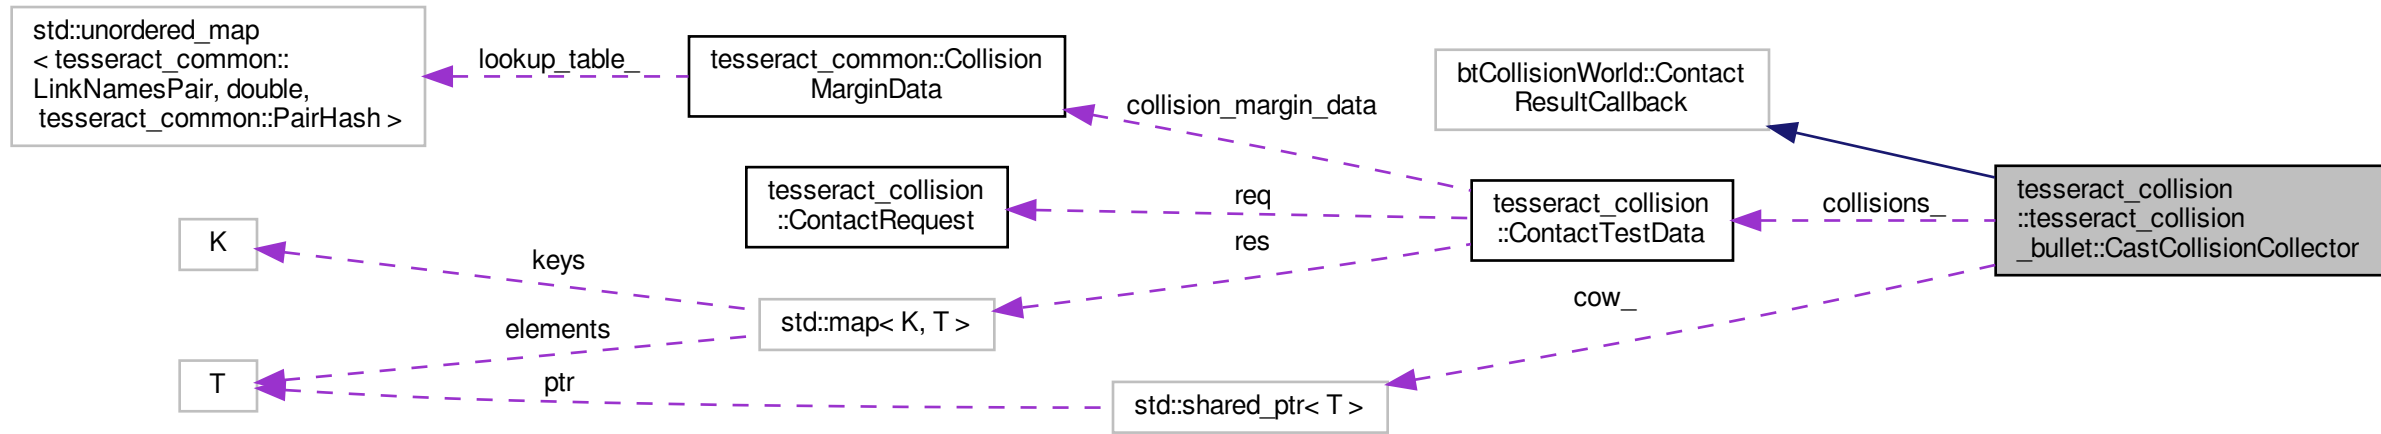 std::unordered_map
< tesseract_common::
LinkNamesPair, double,
tesseract_common::PairHash >
lookup_table_
tesseract_common::Collision
MarginData
collision_margin_data
btCollisionWorld::Contact
ResultCallback
tesseract_collision
::ContactRequest
req
tesseract_collision
::ContactTestData
collisions_
tesseract_collision
::tesseract_collision
_bullet::CastCollisionCollector
K
keys
res
std::map< K, T >
elements
T
ptr
std::shared_ptr< T >
cow_